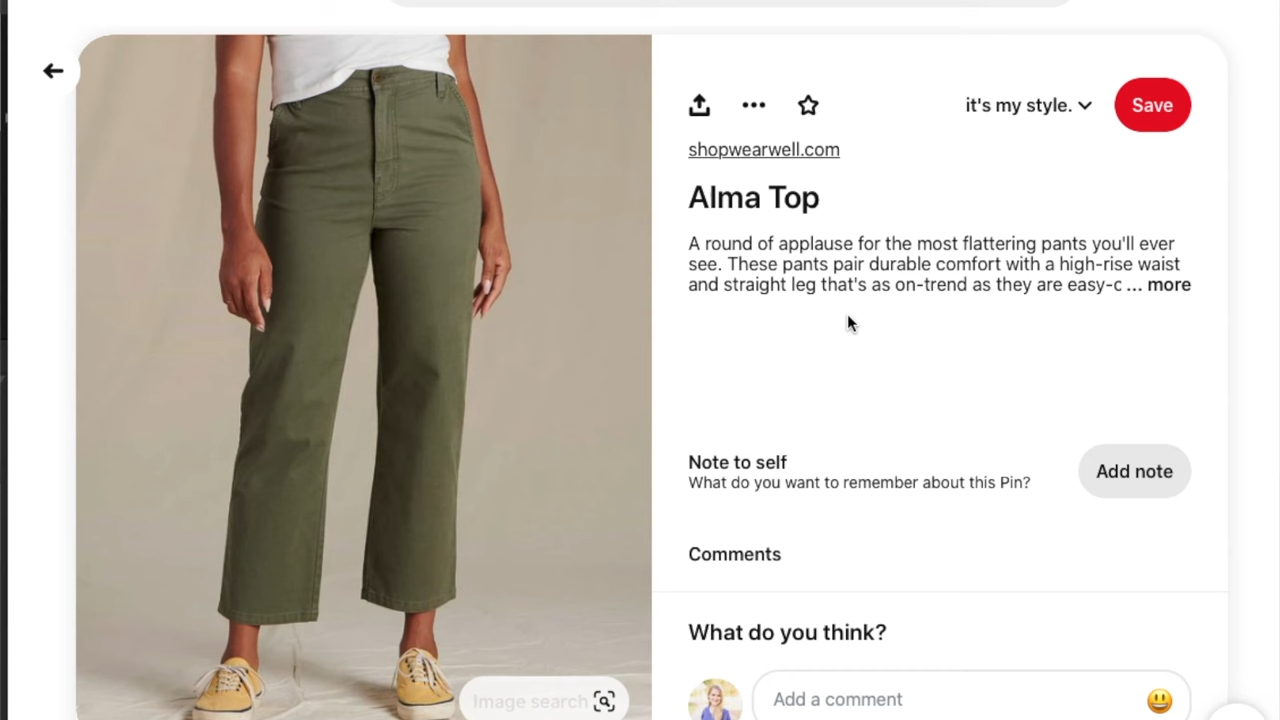 it's my style.
Save
shopwearwell.com
Alma Top
A round of applause for the most flattering pants you'll ever
see. These pants pair durable comfort with a high-rise waist
and straight leg that's as on-trend as they are easy-c ... more
Note to self
What do you want to remember about this Pin?
Add note
Comments
What do you think?
Add a comment
Image search